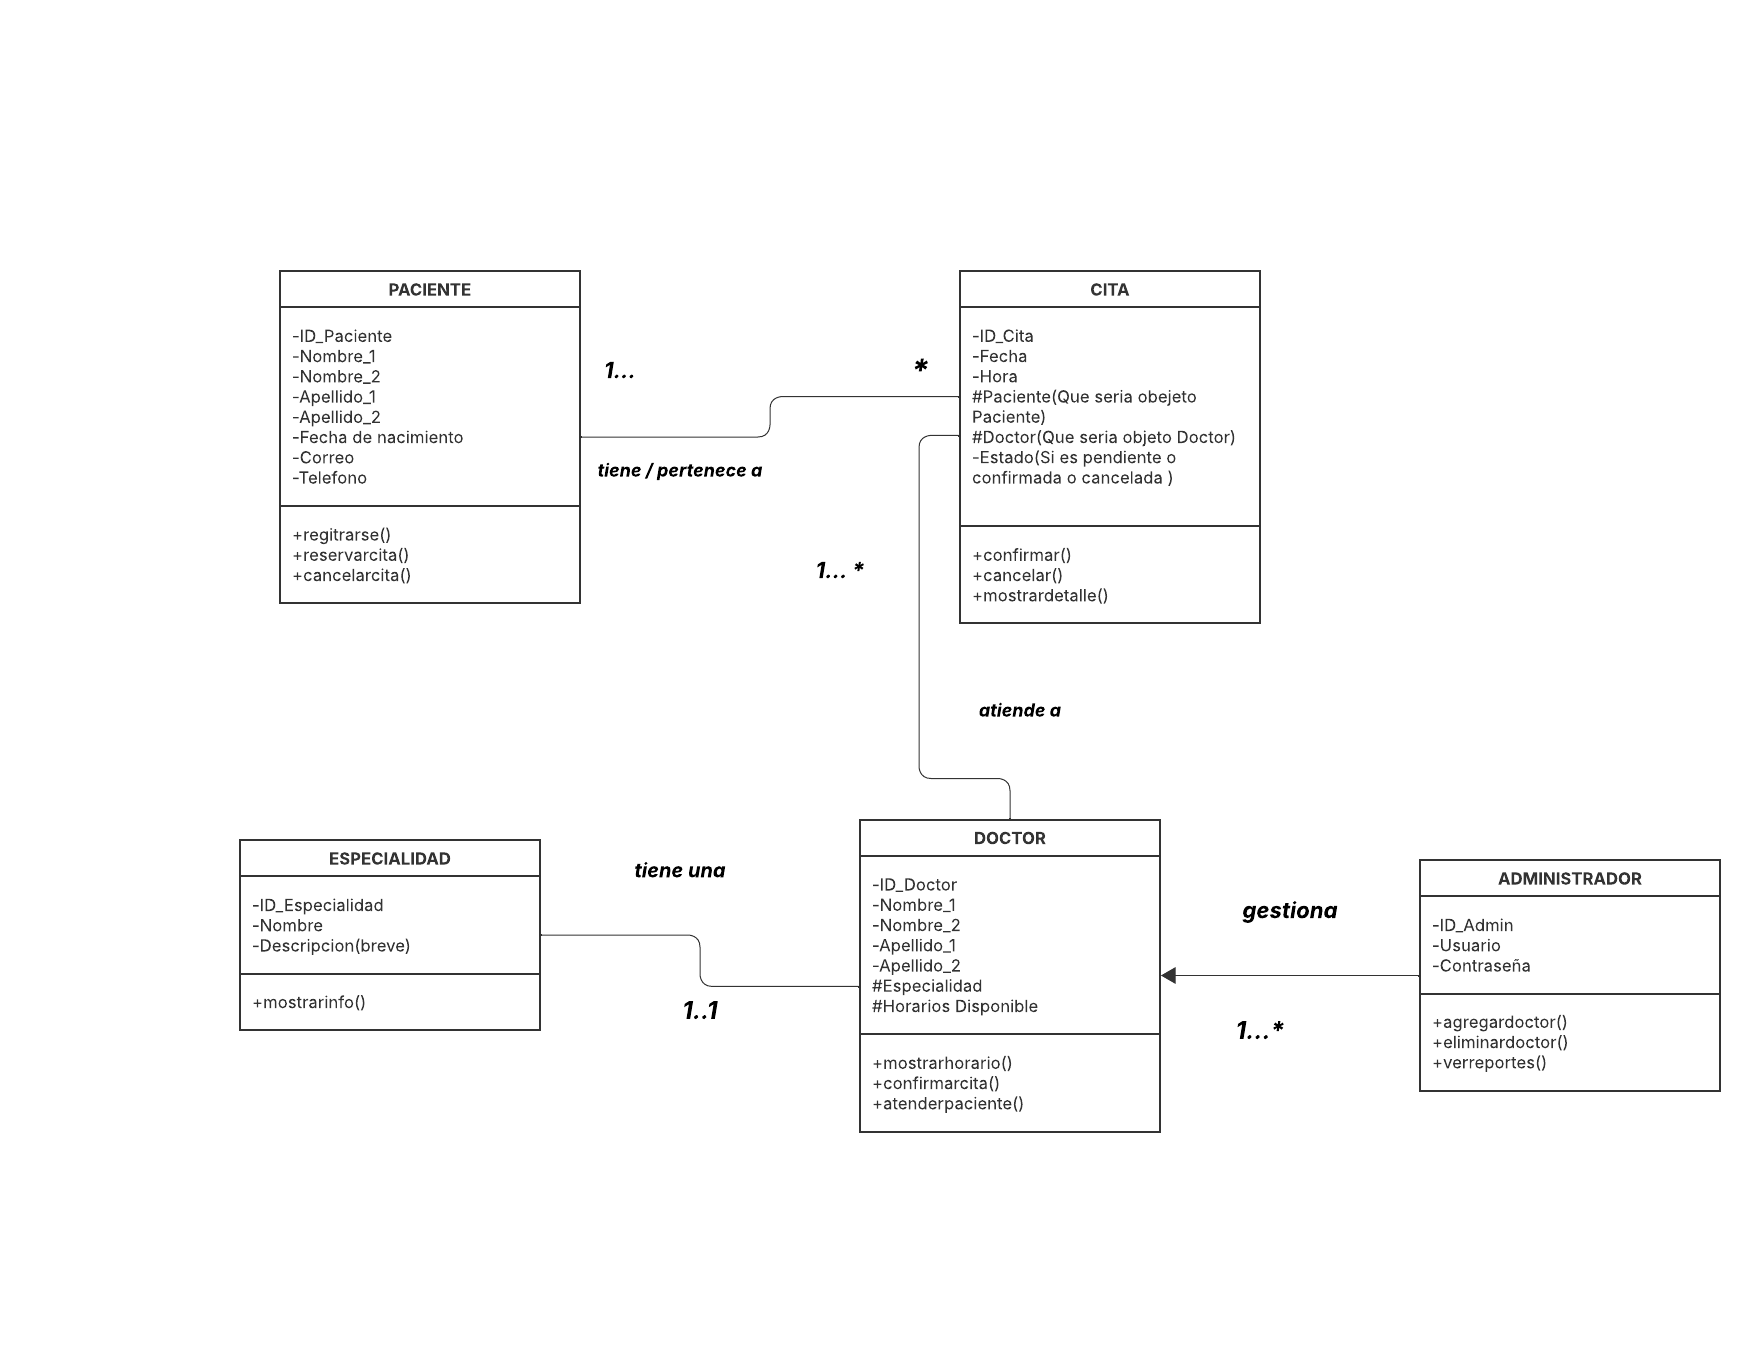 PACIENTE
-ID_Paciente
-Nombre_1
-Nombre_2
-Apellido_1
-Apellido_2
-Fecha de nacimiento
-Correo
-Telefono
+regitrarse()
+reservarcita()
+cancelarcita()
1...
*
tiene / pertenece a
CITA
-ID_Cita
-Fecha
-Hora
#Paciente(Que seria obejeto
Paciente)
#Doctor(Que seria objeto Doctor)
-Estado(Si es pendiente o
confirmada o cancelada )
+confirmar()
+cancelar()
+mostrardetalle()
1... *
atiende a
ESPECIALIDAD
-ID_Especialidad
-Nombre
-Descripcion(breve)
+mostrarinfo()
tiene una
1..1
DOCTOR
-ID_Doctor
-Nombre_1
-Nombre_2
-Apellido_1
-Apellido_2
#Especialidad
#Horarios Disponible
+mostrarhorario()
+confirmarcita()
+atenderpaciente()
gestiona
1...*
ADMINISTRADOR
-ID_Admin
-Usuario
-Contraseña
+agregardoctor()
+eliminardoctor()
+verreportes()